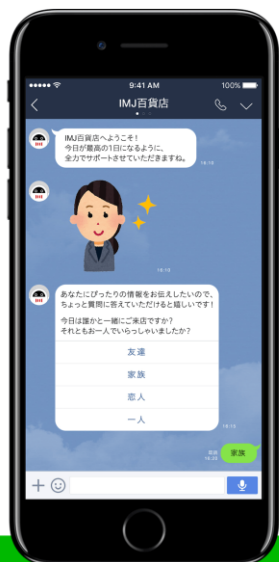 9:41 AM
100%
IMJ百貨店
IMJ百貨店へようこそ！
今日が最高の1日になるように、
全力でサポートさせていただきますね。
16:10
16:10
あなたにぴったりの情報をお伝えしたいので、
ちょっと質問に答えていただけると嬉しいです！
今日は誰かと一緒にご来店ですか？
それともお一人でいらっしゃいましたか？
友達
家族
恋人
一人
16:10
家族